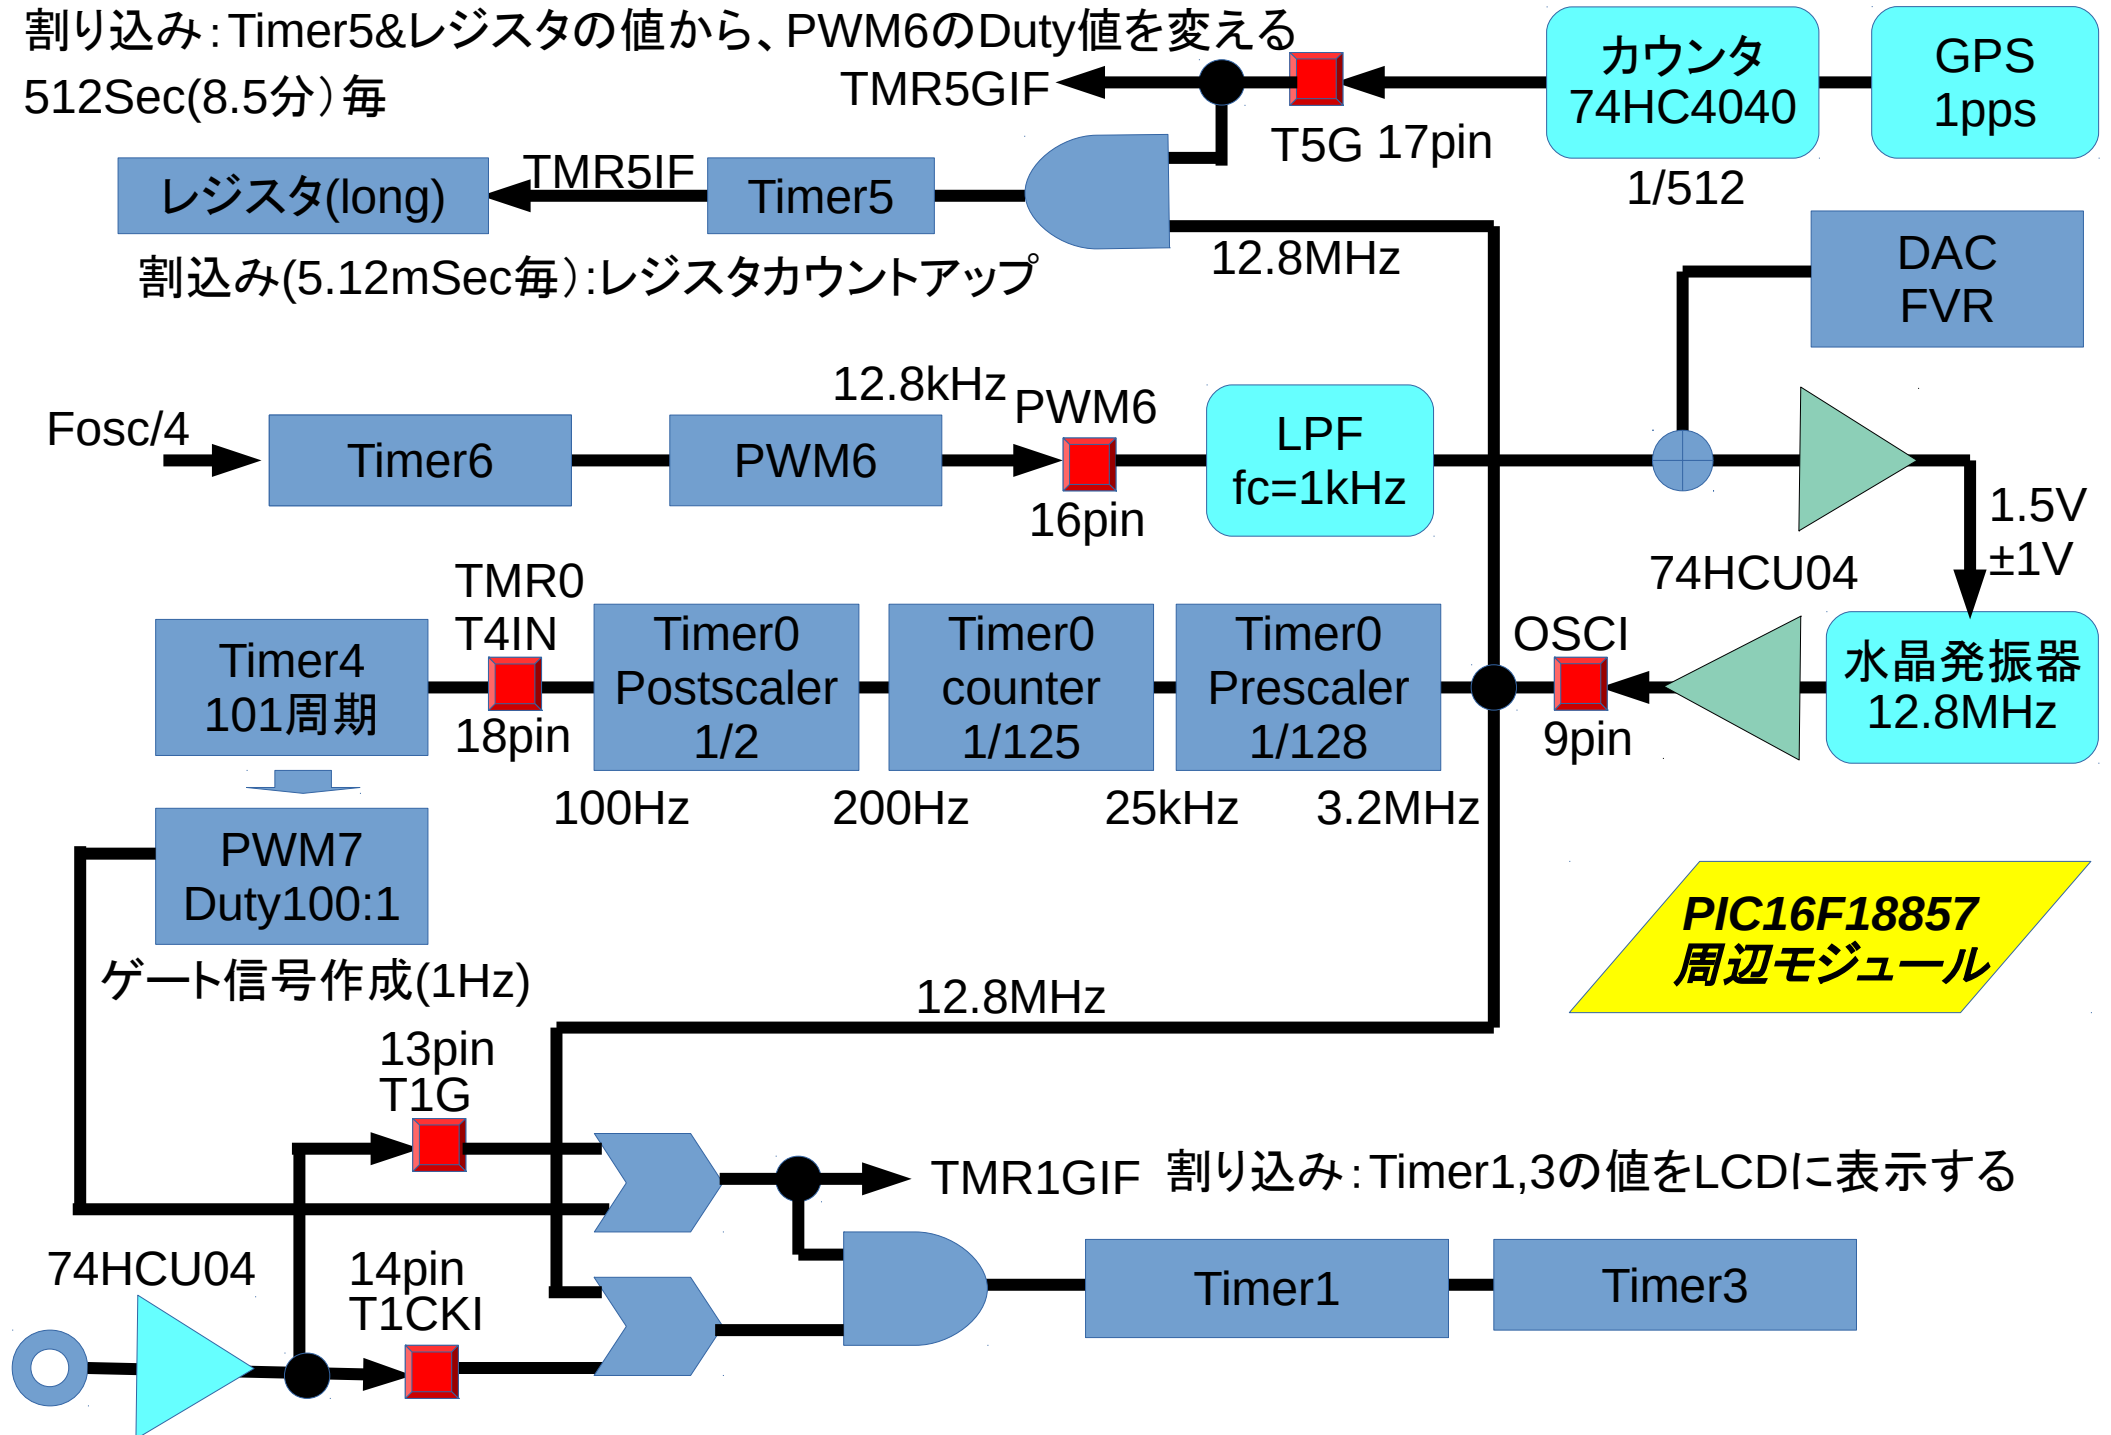 割り込み：Timer5&レジスタの値から、PWM6のDuty値を変える
512Sec(8.5分）毎
TMR5GIF
T5G 17pin
カウンタ
74HC4040
1/512
GPS
1pps
レジスタ(long)
TMR5IF
Timer5
12.8MHz
割込み(5.12mSec毎）:レジスタカウントアップ
DAC
FVR
Fosc/4
Timer6
PWM6
12.8kHz
PWM6
16pin
LPF
fc=1kHz
1.5V
±1V
74HCU04
Timer4
101周期
TMR0
T4IN
18pin
Timer0
Postscaler
1/2
Timer0
counter
1/125
Timer0
Prescaler
1/128
OSCI
9pin
水晶発振器
12.8MHz
100Hz
200Hz
25kHz
3.2MHz
PWM7
Duty100:1
ゲート信号作成(1Hz)
PIC16F18857
周辺モジュール
12.8MHz
13pin
T1G
TMR1GIF
割り込み：Timer1,3の値をLCDに表示する
74HCU04
14pin
T1CKI
Timer1
Timer3